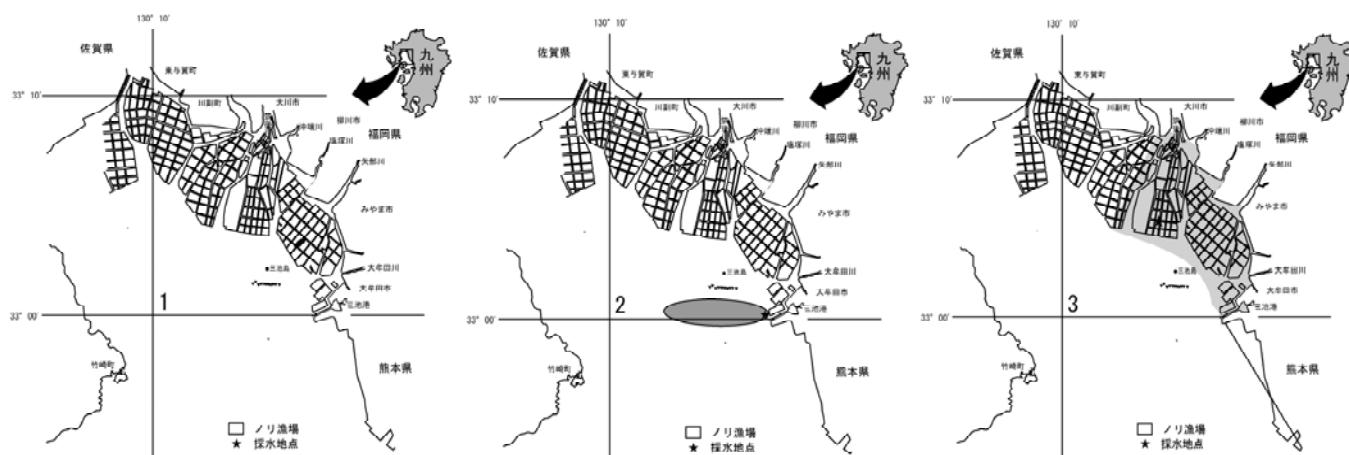 130° 10′
佐賀県
東与賀町
九州
33° 10′
川副町
大川市
沖端川
柳川市
福岡県
塩塚川
矢部川
みやま市
三池島
大牟田川
大牟田市
1
三池港
33° 00′
竹崎町
熊本県
ノリ漁場
★ 採水地点
130° 10′
佐賀県
東与賀町
九州
33° 10′
川副町
大川市
沖端川
柳川市
福岡県
塩塚川
矢部川
みやま市
三池島
大牟田川
大牟田市
2
三池港
33° 00′
竹崎町
熊本県
ノリ漁場
★ 採水地点
130° 10′
佐賀県
東与賀町
九州
33° 10′
川副町
大川市
沖端川
柳川市
福岡県
塩塚川
矢部川
みやま市
三池島
大牟田川
大牟田市
3
三池港
33° 00′
竹崎町
熊本県
ノリ漁場
★ 採水地点